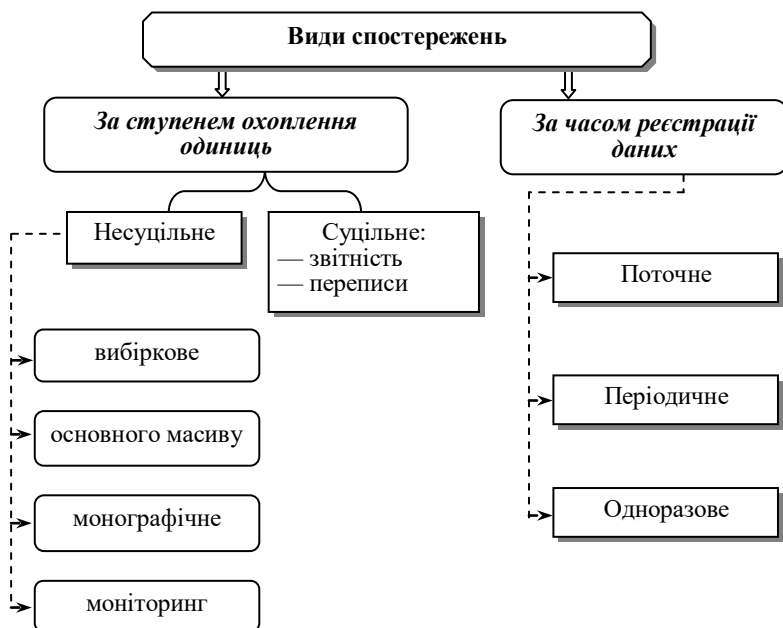 Види спостережень
За ступенем охоплення
одиниць
За часом реєстрації
даних
Несуцільне
Суцільне:
— звітність
— переписи
вибіркове
основного масиву
монографічне
моніторинг
Поточне
Періодичне
Одноразове